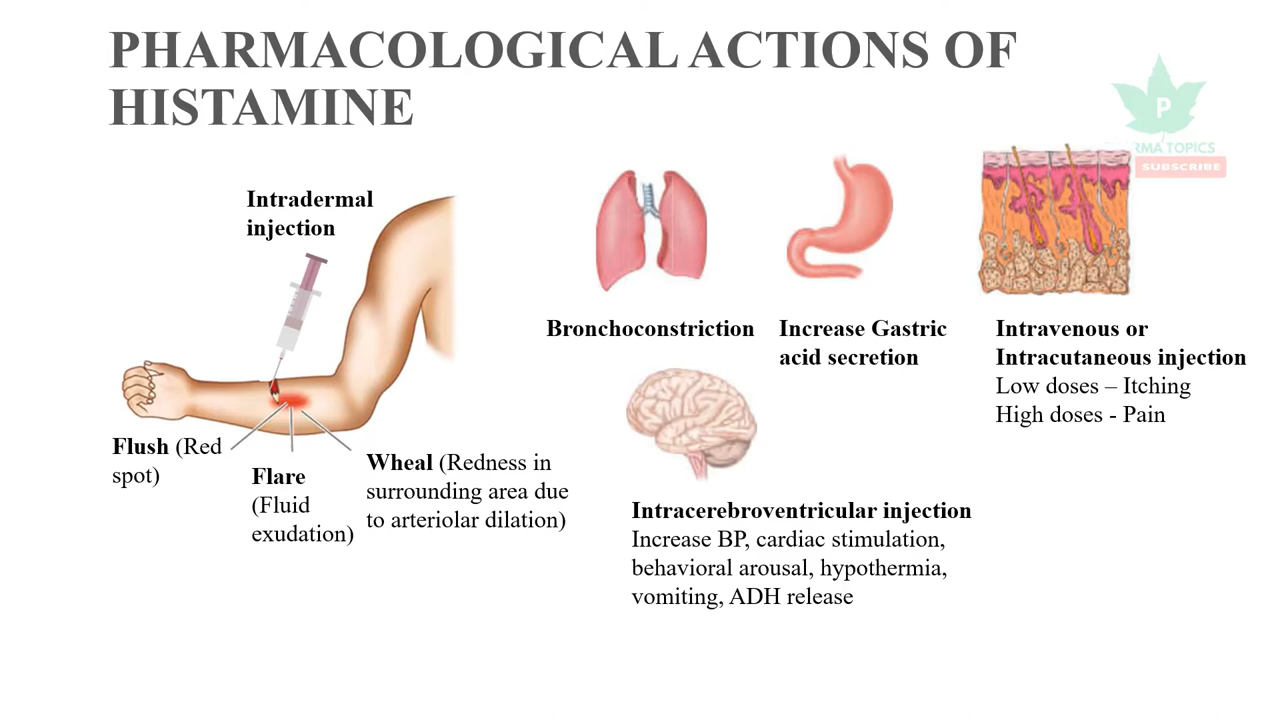 PHARMACOLOGICAL ACTIONS OF
HISTAMINE
P
RMA TOPICS
SUBSCRIBE
Intradermal
injection
Flush (Red
spot)
Flare
(Fluid
exudation)
Wheal (Redness in
surrounding area due
to arteriolar dilation)
Bronchoconstriction
Increase Gastric
acid secretion
Intravenous or
Intracutaneous injection
Low doses – Itching
High doses - Pain
Intracerebroventricular injection
Increase BP, cardiac stimulation,
behavioral arousal, hypothermia,
vomiting, ADH release